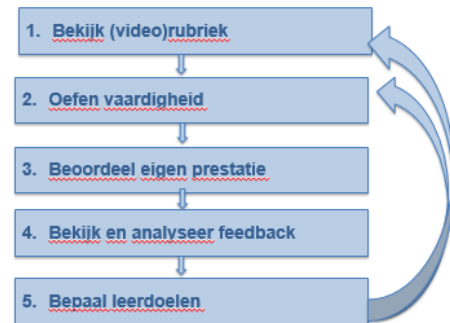 1. Bekijk (video)rubriek
2. Oefen vaardigheid
3. Beoordeel eigen prestatie
4. Bekijk en analyseer feedback
5. Bepaal leerdoelen